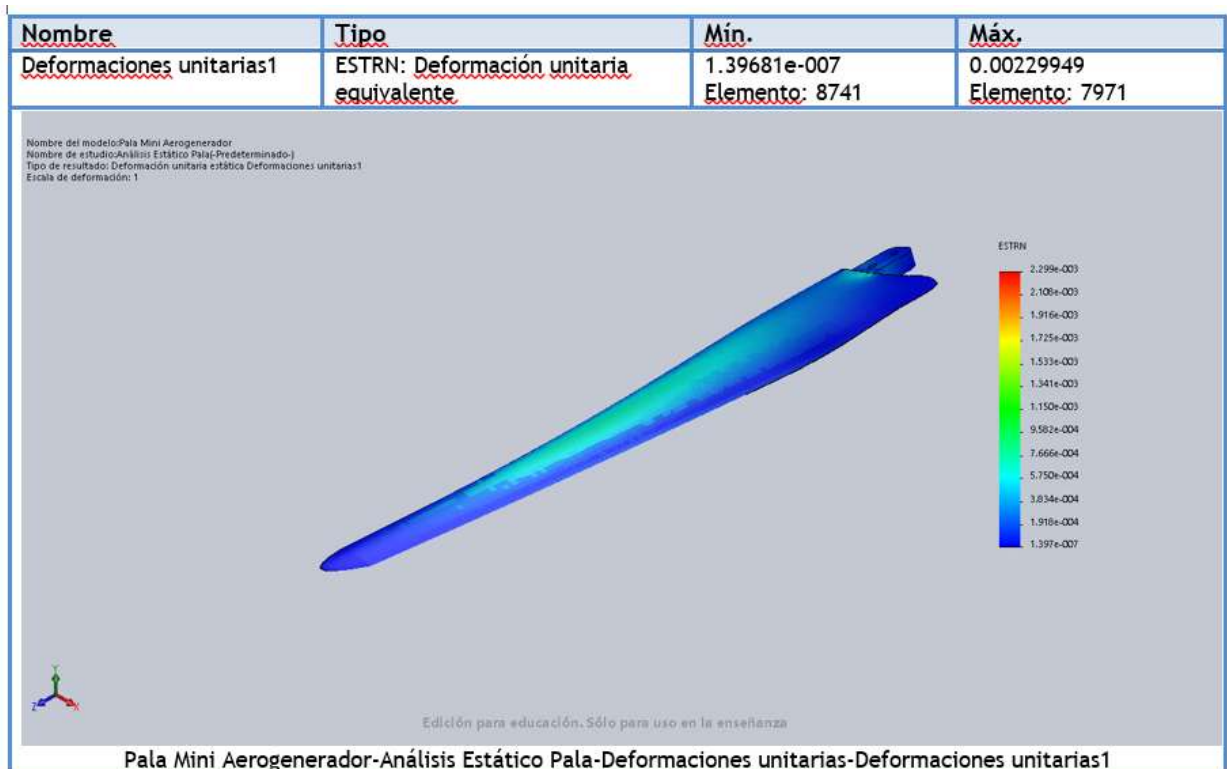 Nombre Tipo Mín. Máx.
Deformaciones unitarias1 ESTRN: Deformación unitaria 1.39681e-007 0.00229949
equivalente Elemento: 8741 Elemento: 7971
Nombre del modelo:Pala Mini Aerogenerador
Nombre de estudio:Análisis Estático Pala(-Predeterminado-)
Tipo de resultado: Deformación unitaria estática Deformaciones unitarias1
Escala de deformación: 1
ESTRN
2.299e-003
2.108e-003
1.916e-003
1.725e-003
1.533e-003
1.341e-003
1.150e-003
9.582e-004
7.666e-004
5.750e-004
3.834e-004
1.918e-004
1.397e-007
Y
Z X
Edición para educación. Sólo para uso en la enseñanza
Pala Mini Aerogenerador-Análisis Estático Pala-Deformaciones unitarias-Deformaciones unitarias1